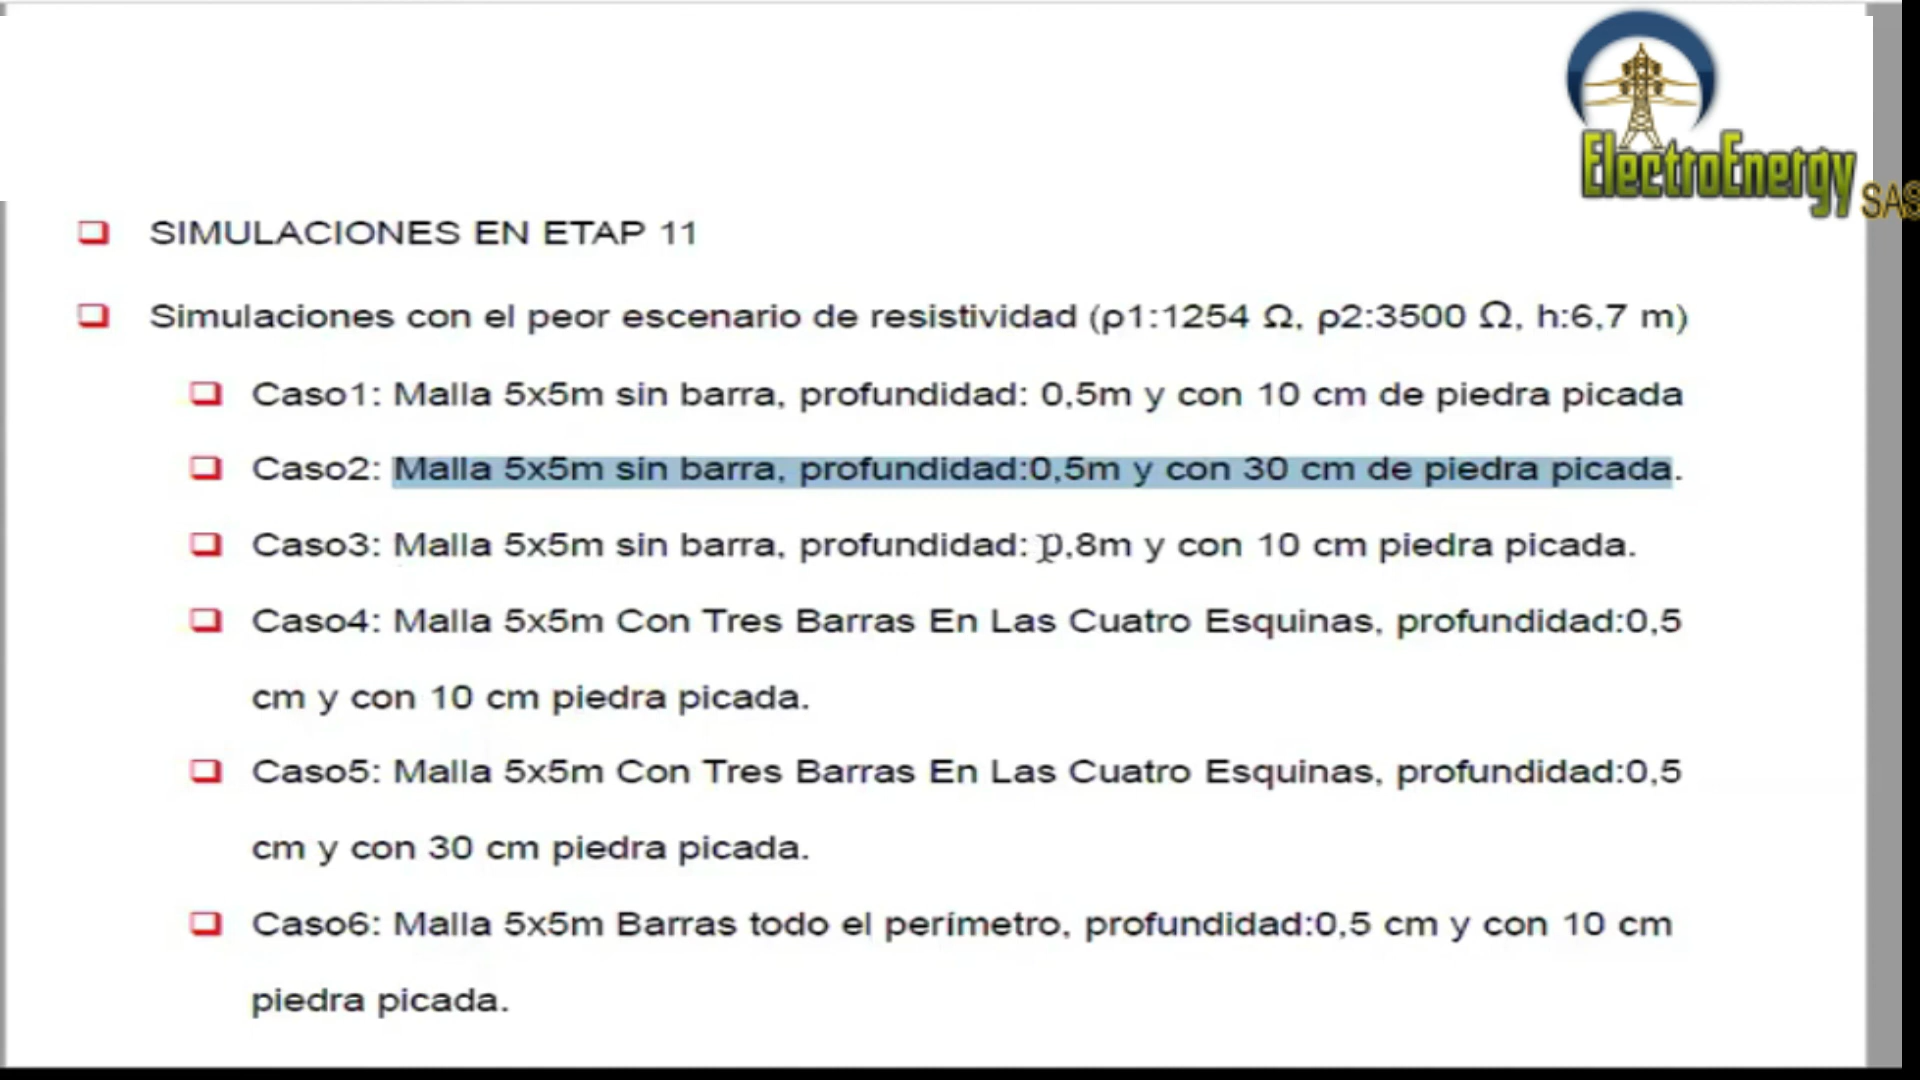 ElectroEnergy SAS
SIMULACIONES EN ETAP 11
Simulaciones con el peor escenario de resistividad (ρ1:1254 Ω, ρ2:3500 Ω, h:6,7 m)
Caso1: Malla 5x5m sin barra, profundidad: 0,5m y con 10 cm de piedra picada
Caso2: Malla 5x5m sin barra, profundidad:0,5m y con 30 cm de piedra picada.
Caso3: Malla 5x5m sin barra, profundidad: 0,8m y con 10 cm piedra picada.
Caso4: Malla 5x5m Con Tres Barras En Las Cuatro Esquinas, profundidad:0,5
cm y con 10 cm piedra picada.
Caso5: Malla 5x5m Con Tres Barras En Las Cuatro Esquinas, profundidad:0,5
cm y con 30 cm piedra picada.
Caso6: Malla 5x5m Barras todo el perímetro, profundidad:0,5 cm y con 10 cm
piedra picada.